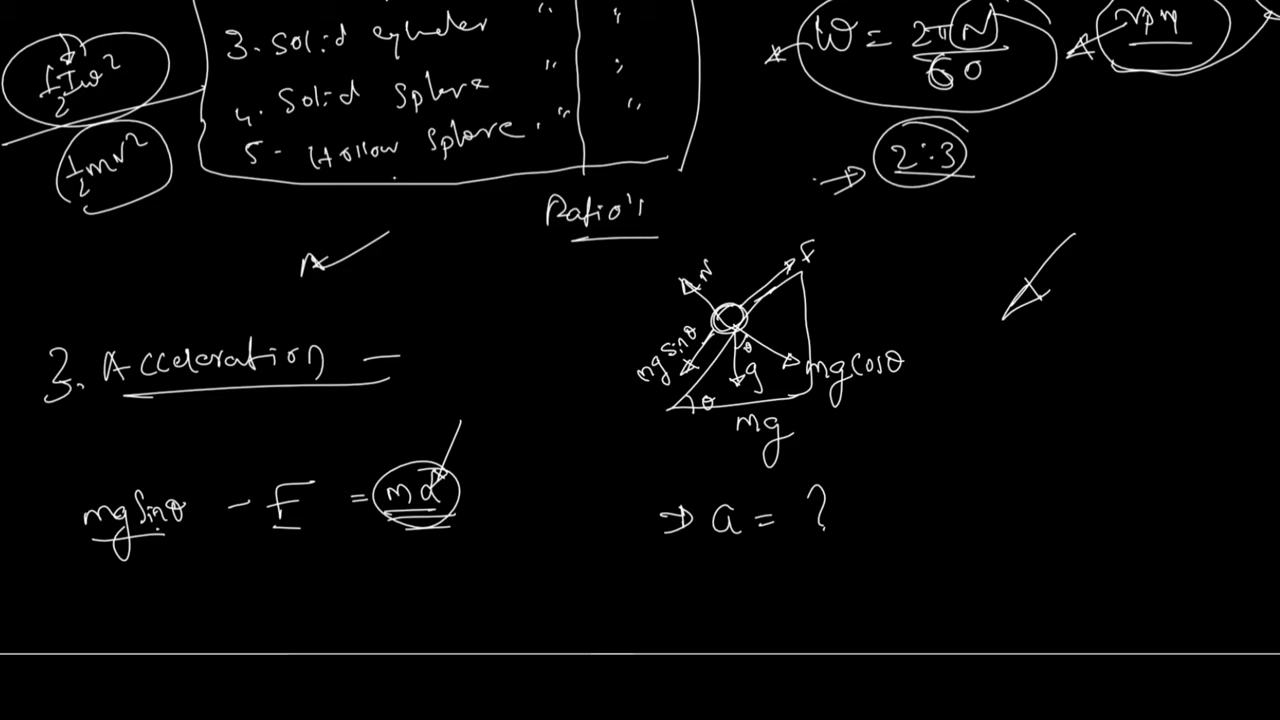 3. Solid cylinder " "
4. Solid Sphere " "
5- Hollow Sphere. " "
1/2 Iω²
1/2 mv²
Ratio's
W = 2πN/60
rpm
2:3
N
F
mg sinθ
θ
g
mg cosθ
θ
mg
3. Acceleration -
mg sinθ - F = ma
a = ?